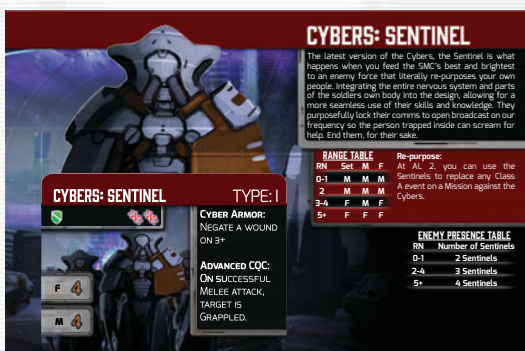 CYBERS: SENTINEL
The latest version of the Cybers, the Sentinel is what
happens when you feed the SMC's best and brightest
to an enemy force that literally re-purposes your own
people. Integrating the entire nervous system and parts
of the soldiers own body into the design, allowing for a
more seamless use of their skills and knowledge. They
purposefully lock their comms to open broadcast on our
frequency so the person trapped inside can scream for
help. End them, for their sake.
RANGE TABLE
RN Set M F
0-1 M M M
2 M M M
3-4 F M F
5+ F F F
Re-purpose:
At AL 2, you can use the
Sentinels to replace any Class
A event on a Mission against the
Cybers.
CYBERS: SENTINEL TYPE: I
CYBER ARMOR:
NEGATE A WOUND
ON 3+
ADVANCED CQC:
ON SUCCESSFUL
MELEE ATTACK,
TARGET IS
GRAPPLED.
F 4
M 4
ENEMY PRESENCE TABLE
RN Number of Sentinels
0-1 2 Sentinels
2-4 3 Sentinels
5+ 4 Sentinels